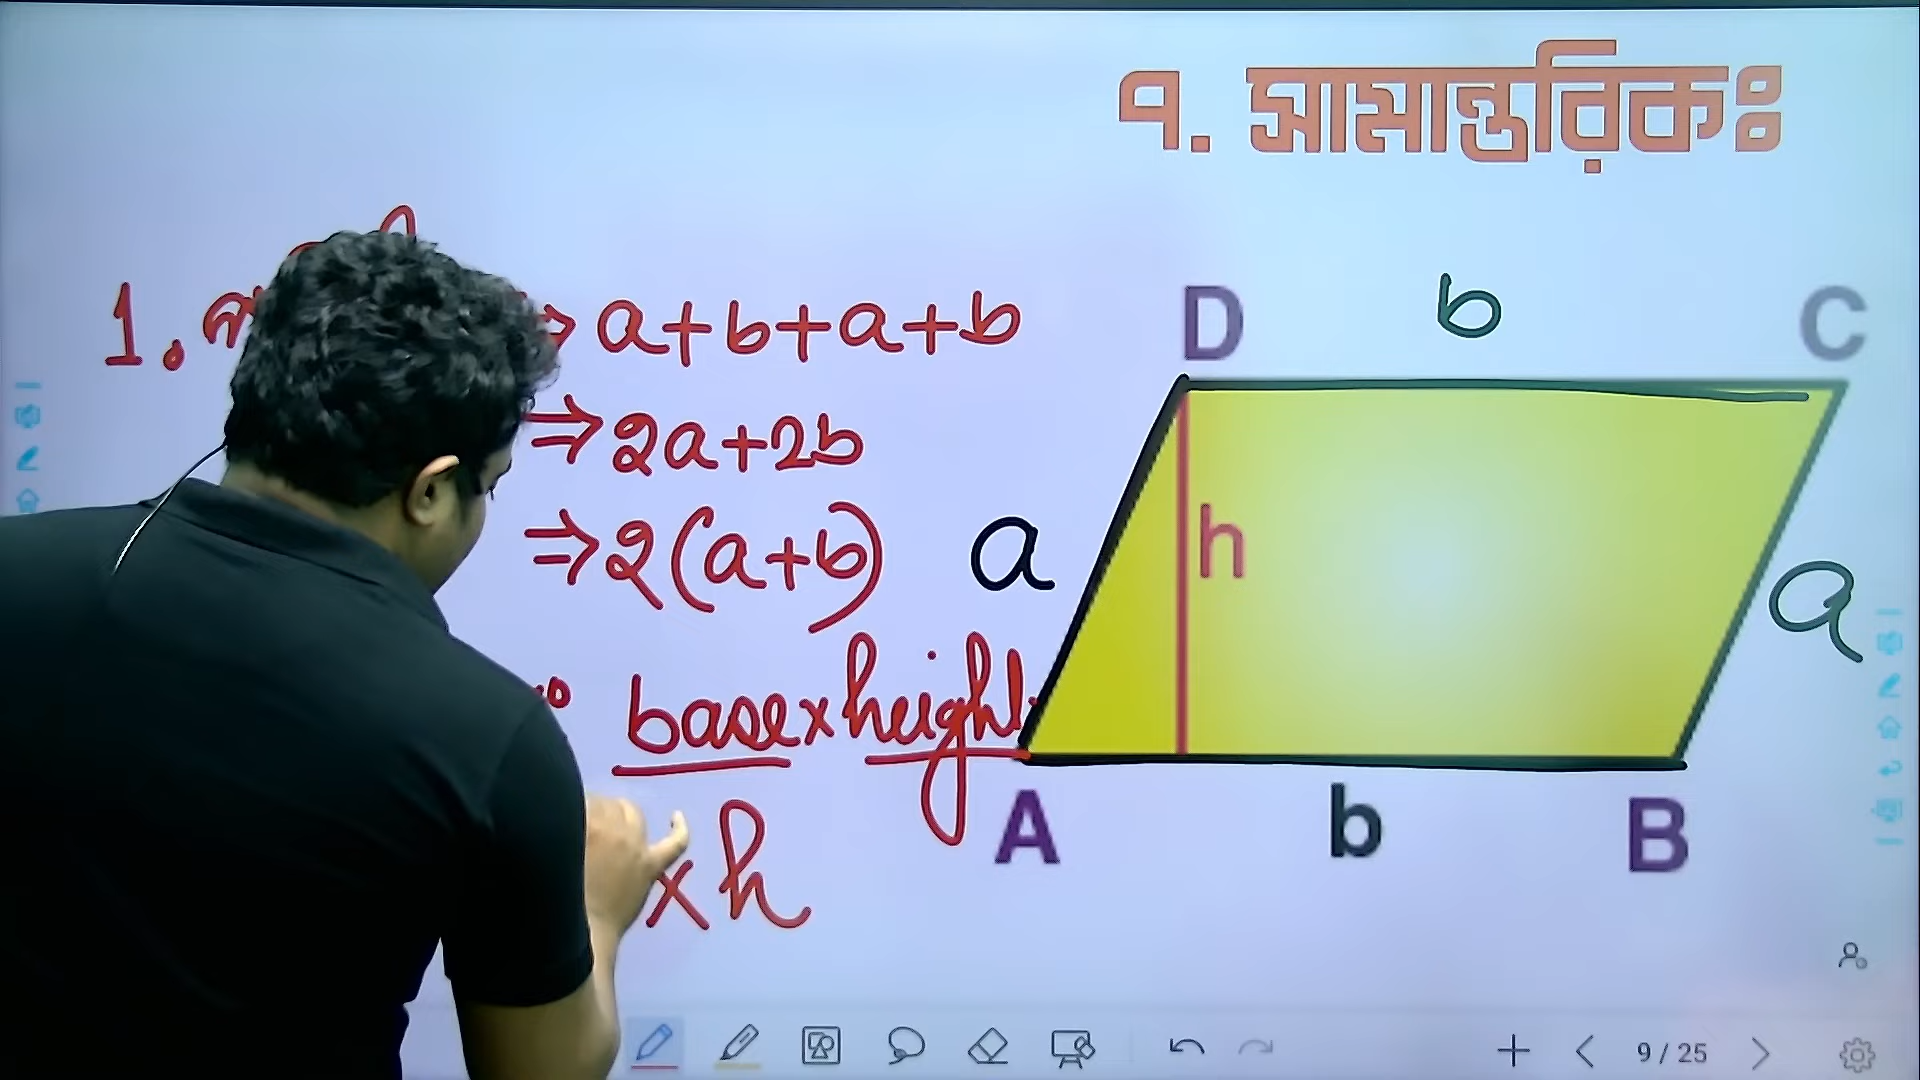 ৭. সামান্তরিকঃ
1.
⇒ a+b+a+b
⇒ 2a+2b
⇒ 2(a+b)
base x height
x h
D b C
a h a
A b B
9 / 25